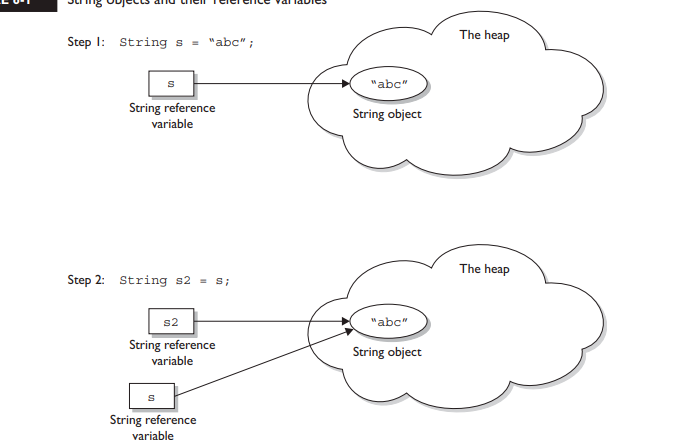 String objects and their reference variables
Step 1: String s = "abc";
The heap
s
"abc"
String reference
variable
String object
Step 2: String s2 = s;
The heap
s2
"abc"
String reference
variable
String object
s
String reference
variable